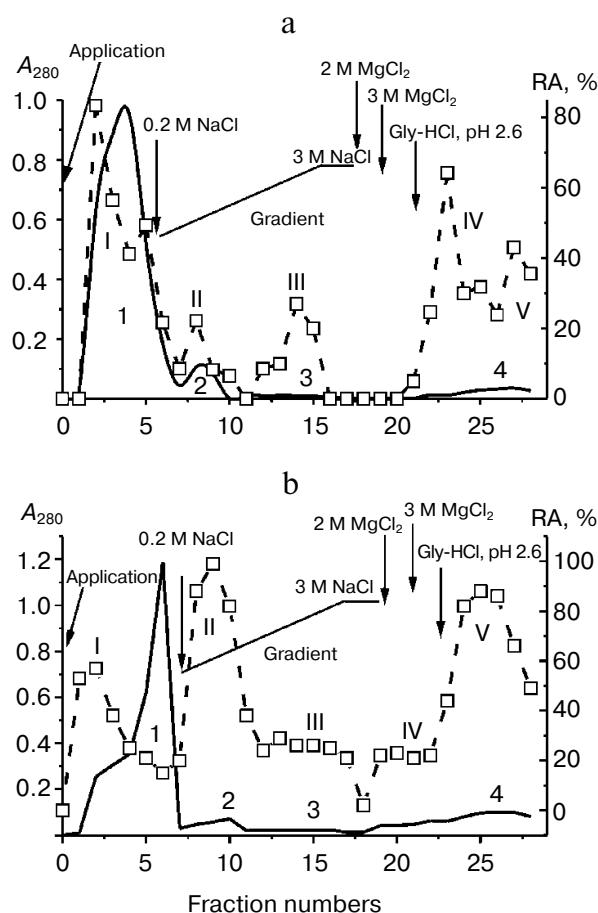 a
Application
A280
RA, %
2 M MgCl2
3 M MgCl2
Gly-HCl, pH 2.6
0.2 M NaCl
3 M NaCl
Gradient
1.0
0.8
0.6
0.4
0.2
80
60
40
20
0
I
II
III
IV
V
1
2
3
4
0 5 10 15 20 25
b
A280
RA, %
0.2 M NaCl
2 M MgCl2
3 M MgCl2
Gly-HCl, pH 2.6
Application
3 M NaCl
Gradient
1.2
1.0
0.8
0.6
0.4
0.2
0.0
100
80
60
40
20
0
I
II
III
IV
V
1
2
3
4
0 5 10 15 20 25
Fraction numbers